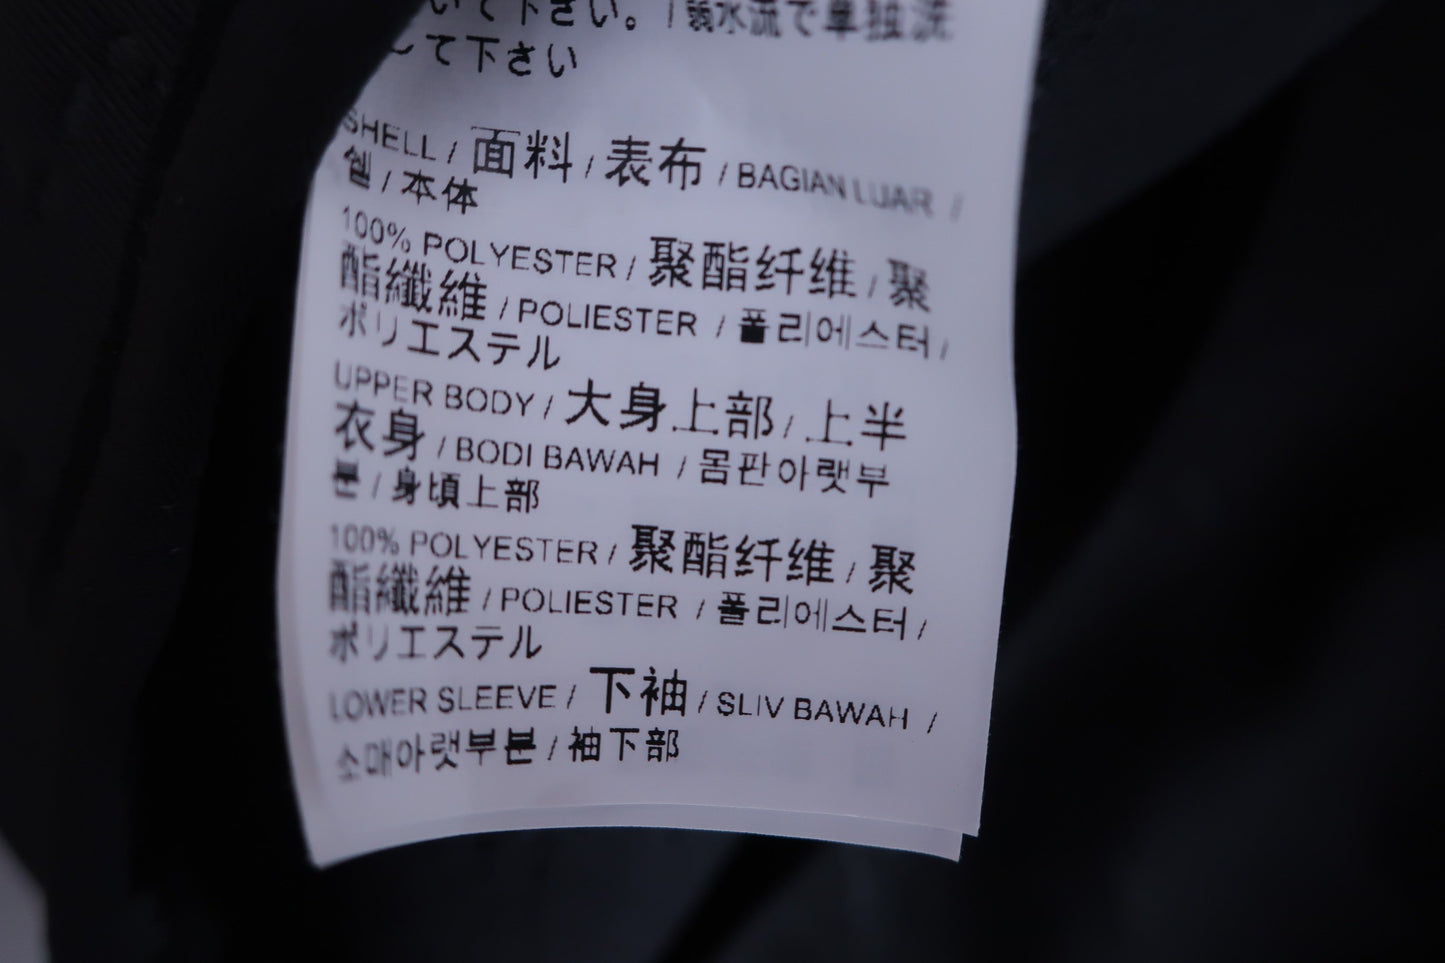 いて下さい。/弱水流で単独洗
して下さい
SHELL / 面料 / 表布 / BAGIAN LUAR /
쉘 / 本体
100% POLYESTER / 聚酯纤维 / 聚
酯纖維 / POLIESTER / 폴리에스터 /
ポリエステル
UPPER BODY / 大身上部 / 上半
衣身 / BODI BAWAH / 몸판아랫부
분 / 身頃上部
100% POLYESTER / 聚酯纤维 / 聚
酯纖維 / POLIESTER / 폴리에스터 /
ポリエステル
LOWER SLEEVE / 下袖 / SLIV BAWAH /
소매아랫부분 / 袖下部